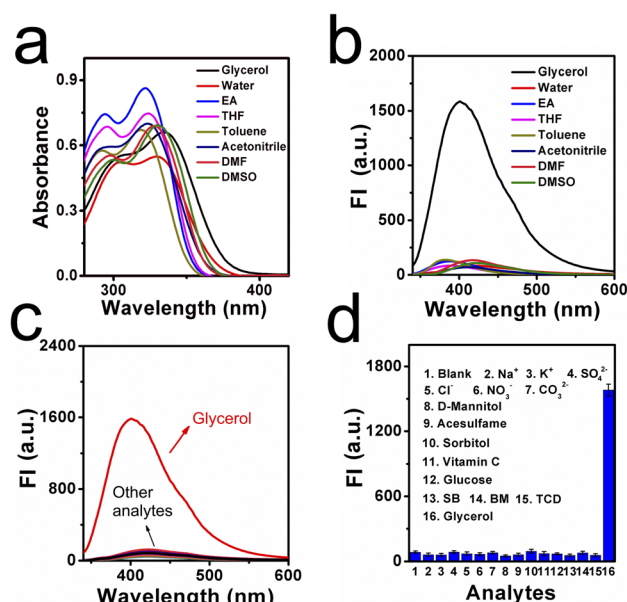 a
Absorbance
0.9
0.6
0.3
0.0
Glycerol
Water
EA
THF
Toluene
Acetonitrile
DMF
DMSO
300
400
Wavelength (nm)
b
FI (a.u.)
2000
1500
1000
500
0
Glycerol
Water
EA
THF
Toluene
Acetonitrile
DMF
DMSO
400
500
600
Wavelength (nm)
c
FI (a.u.)
2400
1600
800
0
Glycerol
Other
analytes
400
500
600
Wavelength (nm)
d
FI (a.u.)
1800
1200
600
0
1. Blank 2. Na⁺ 3. K⁺ 4. SO₄²⁻
5. Cl⁻ 6. NO₃⁻ 7. CO₃²⁻
8. D-Mannitol
9. Acesulfame
10. Sorbitol
11. Vitamin C
12. Glucose
13. SB 14. BM 15. TCD
16. Glycerol
1 2 3 4 5 6 7 8 9 10 11 12 13 14 15 16
Analytes